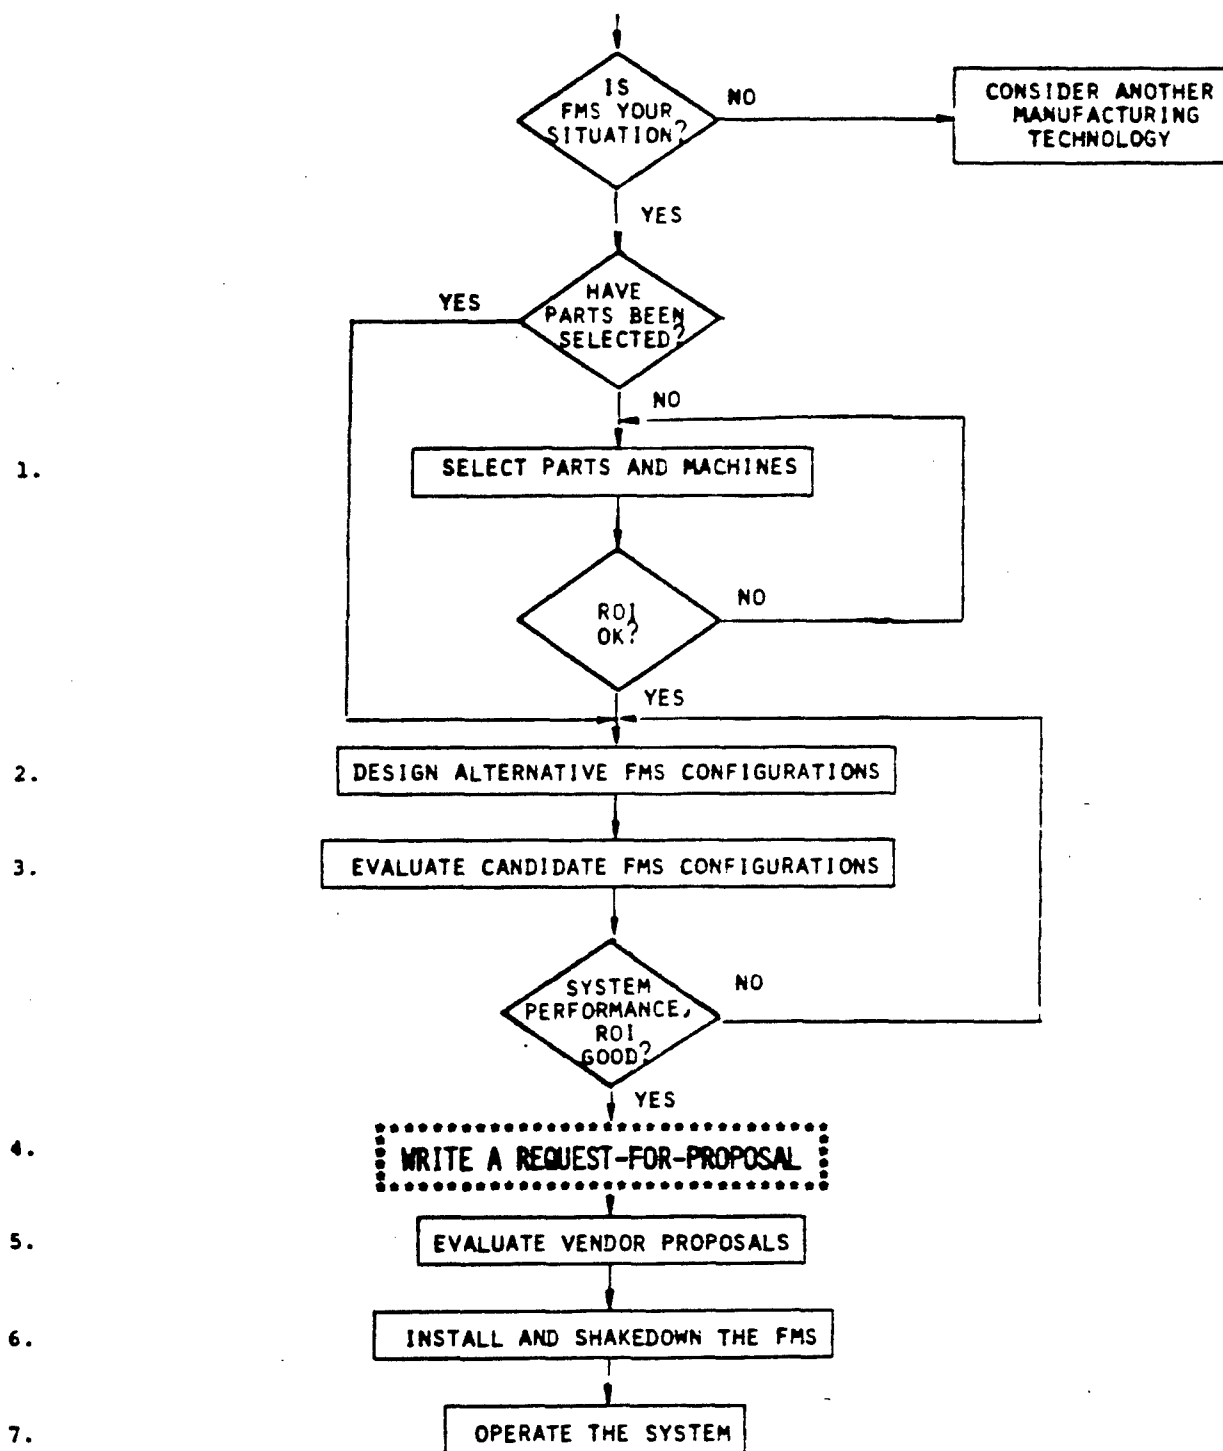 IS
FMS YOUR
SITUATION?
NO
CONSIDER ANOTHER
MANUFACTURING
TECHNOLOGY
YES
HAVE
PARTS BEEN
SELECTED?
YES
NO
1.
SELECT PARTS AND MACHINES
ROI
OK?
NO
YES
2.
DESIGN ALTERNATIVE FMS CONFIGURATIONS
3.
EVALUATE CANDIDATE FMS CONFIGURATIONS
SYSTEM
PERFORMANCE,
ROI
GOOD?
NO
YES
4.
WRITE A REQUEST-FOR-PROPOSAL
5.
EVALUATE VENDOR PROPOSALS
6.
INSTALL AND SHAKEDOWN THE FMS
7.
OPERATE THE SYSTEM